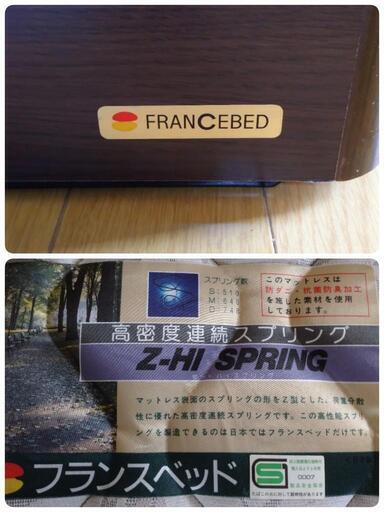 FRANCEBED
スプリング数
S:510
M:640
D:740
このマットレスは
防ダニ・抗菌防臭加工
を施した素材を使用
しております。
高密度連続スプリング
Z-HI SPRING
マットレス表面のスプリングの形をZ型とした、荷重分散
性に優れた高密度連続スプリングです。この高性能スプリ
ングを製造できるのは日本ではフランスベッドだけです。
フランスベッド
S
0007